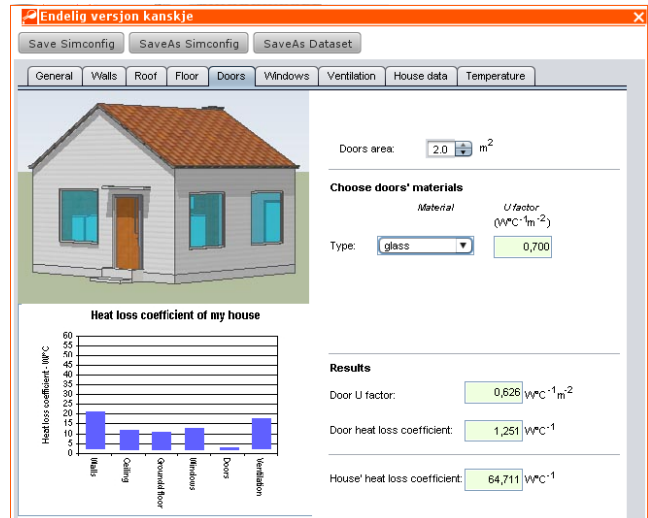 Endelig versjon kanskje
Save Simconfig SaveAs Simconfig SaveAs Dataset
General Walls Roof Floor Doors Windows Ventilation House data Temperature
Doors area: 2.0 m2
Choose doors' materials
Material U factor
(W°C-1m-2)
Type: glass 0,700
Heat loss coefficient of my house
Heat loss coefficient - W/°C
60
55
50
45
40
35
30
25
20
15
10
5
0
Walls Ceiling Groundd floor Windows Doors Ventilation
Results
Door U factor: 0,626 W°C-1m-2
Door heat loss coefficient: 1,251 W°C-1
House' heat loss coefficient: 64,711 W°C-1